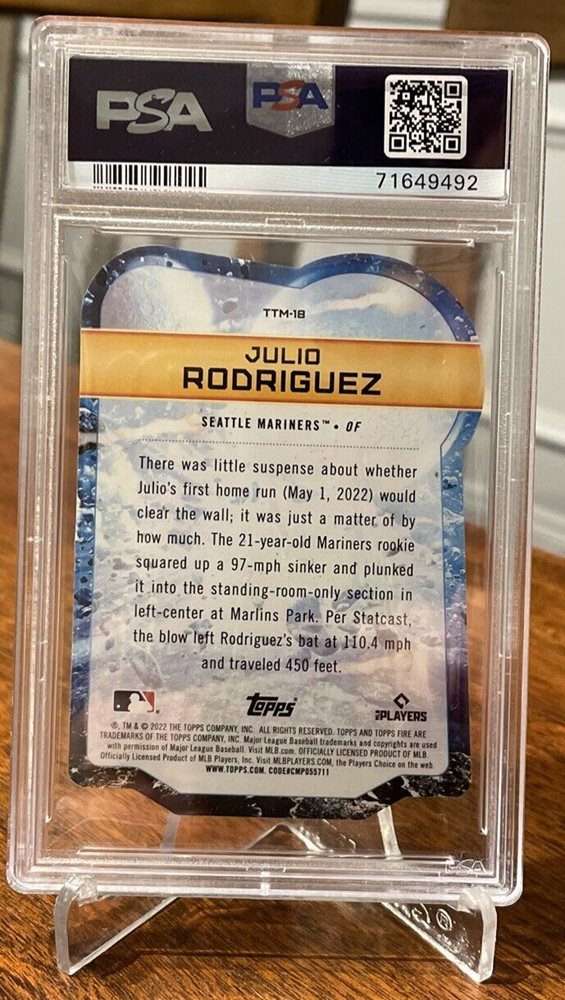 PSA PSA
71649492
TTM-18
JULIO
RODRIGUEZ
SEATTLE MARINERS™ • OF
There was little suspense about whether
Julio's first home run (May 1, 2022) would
clear the wall; it was just a matter of by
how much. The 21-year-old Mariners rookie
squared up a 97-mph sinker and plunked
it into the standing-room-only section in
left-center at Marlins Park. Per Statcast,
the blow left Rodriguez's bat at 110.4 mph
and traveled 450 feet.
topps PLAYERS
®, TM & © 2022 THE TOPPS COMPANY, INC. ALL RIGHTS RESERVED. TOPPS AND TOPPS FIRE ARE
TRADEMARKS OF THE TOPPS COMPANY, INC. Major League Baseball trademarks and copyrights are used
with permission of Major League Baseball. Visit MLB.com. OFFICIALLY LICENSED PRODUCT OF MLB
Officially Licensed Product of MLB Players, Inc. Visit MLBPLAYERS.COM, the Players Choice on the web.
WWW.TOPPS.COM. CODE#CMP055711
PSA